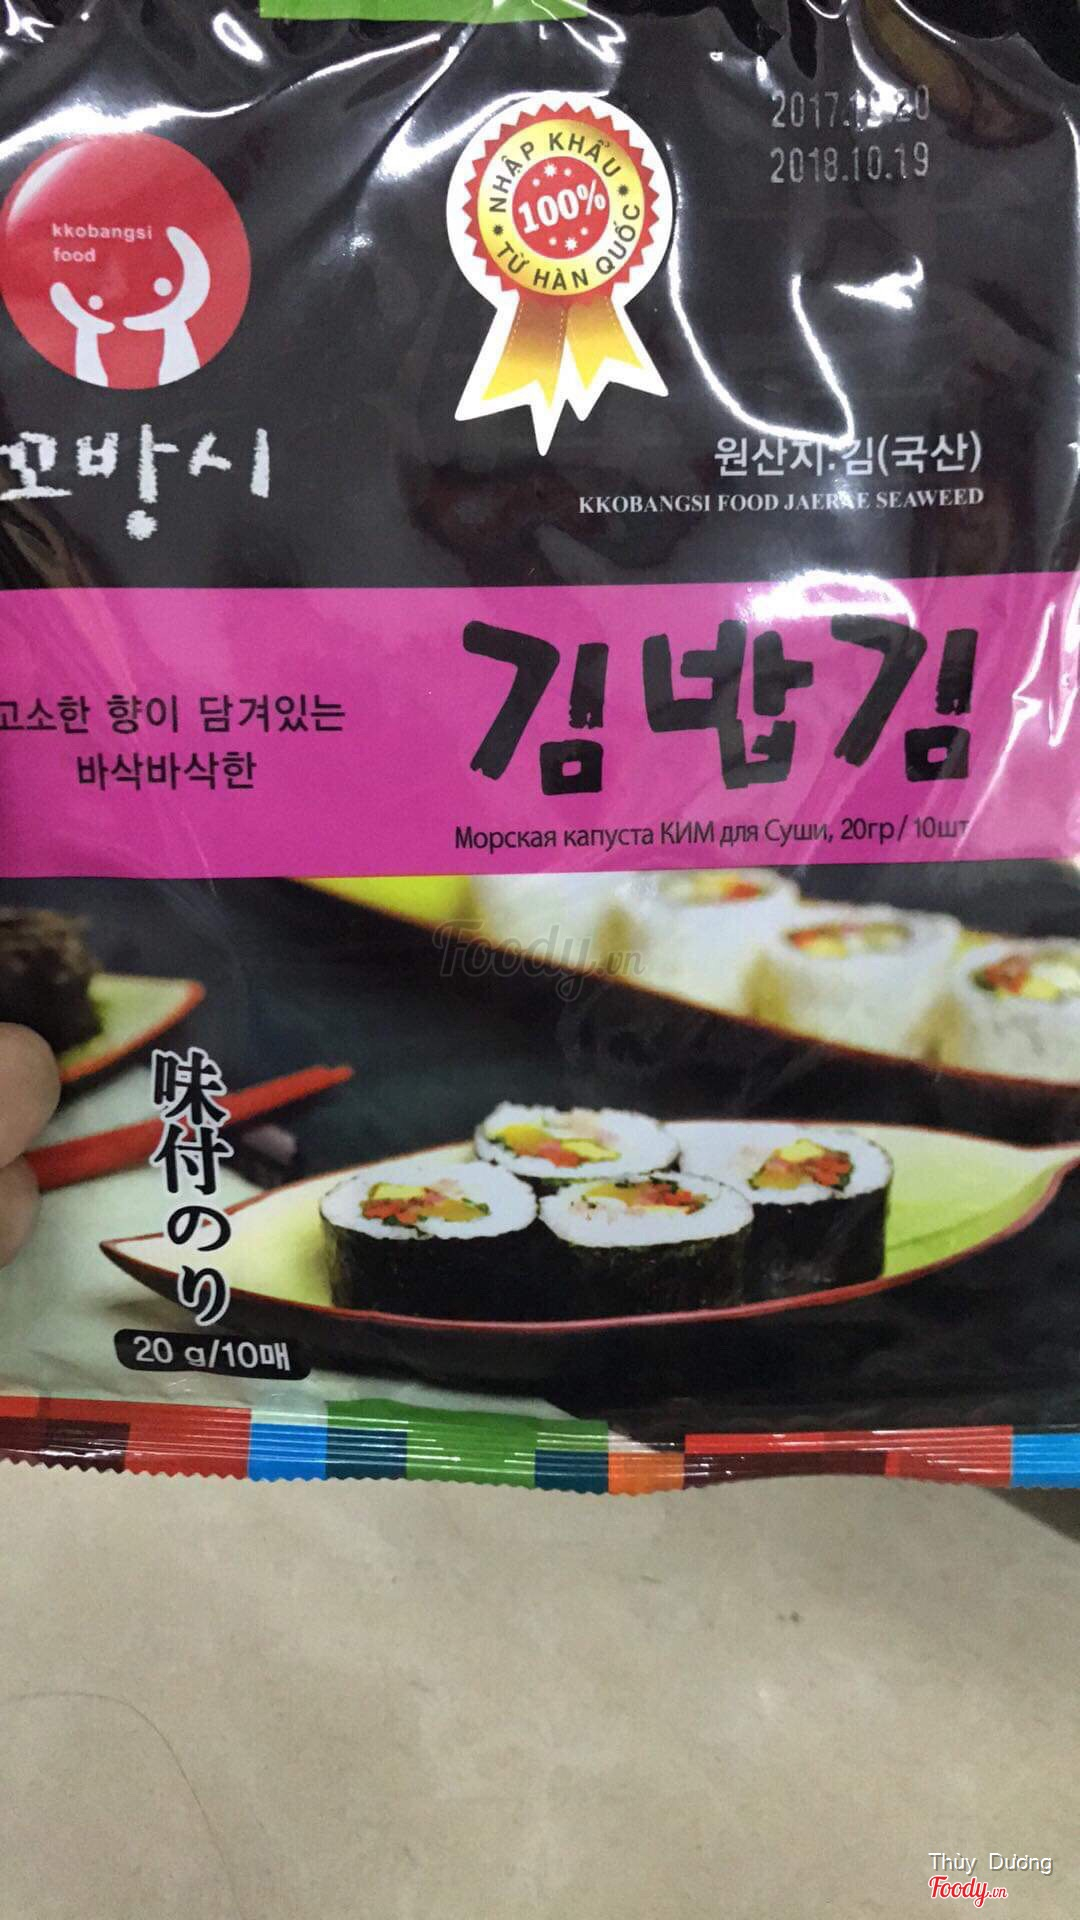 kkobangsi
food
NHẬP KHẨU
100%
TỪ HÀN QUỐC
2018.10.19
꼬방시
원산지:김(국산)
KKOBANGSI FOOD JAERAE SEAWEED
고소한 향이 담겨있는
바삭바삭한
김밥김
Морская капуста КИМ для Суши, 20гр/10шт
Foody.vn
味付のり
20 g/10매
Thùy Dương
Foody.vn